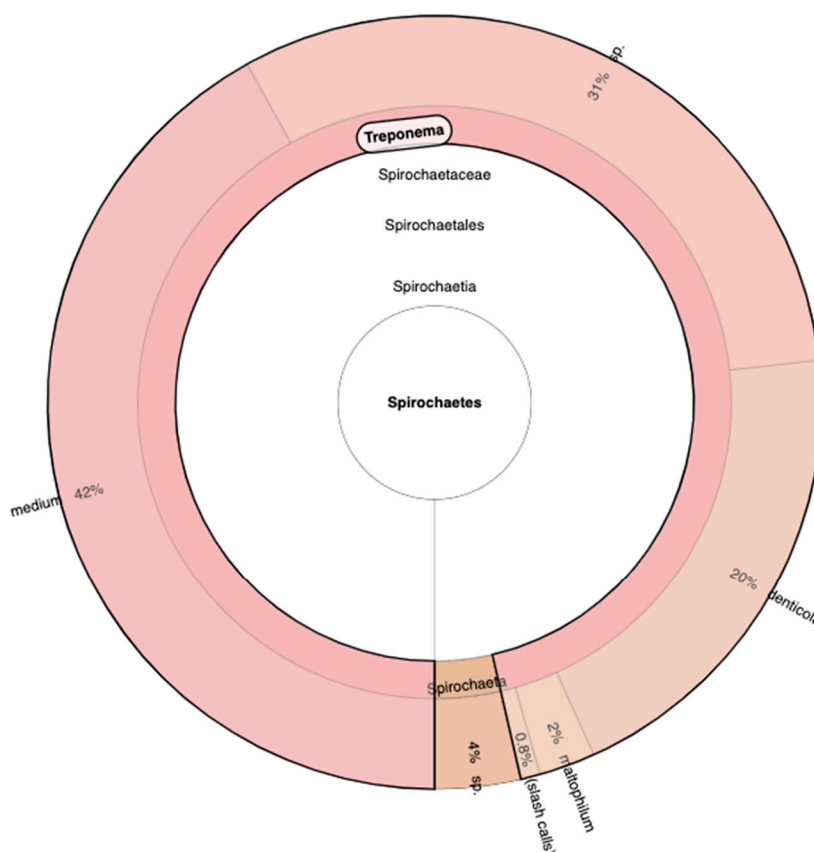 31% sp.
Treponema
Spirochaetaceae
Spirochaetales
Spirochaetia
Spirochaetes
medium 42%
20% denticol
Spirochaeta
4% sp.
0.8% (slash calls)
2% maltophilum